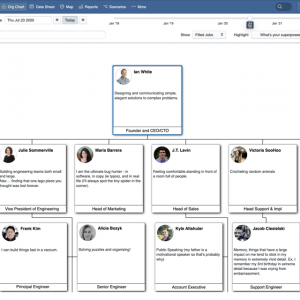 Org Chart Data Sheet Map Reports Scenarios More
Thu Jul 23 2020 Today
Jan '18 Jan '19 Jan '20 Jan '21
Show Filled Jobs Highlight What's your superpower
Ian White
Designing and communicating simple,
elegant solutions to complex problems.
Founder and CEO/CTO
Julie Sommerville
Building engineering teams both small
and large.
Also... finding that one lego piece you
thought was lost forever.
Vice President of Engineering
Maria Barrera
I am the ultimate bug hunter - in
software, in copy (ie typos), and in real
life (I'll always spot the tiny spider in the
corner).
Head of Marketing
J.T. Levin
Feeling comfortable standing in front of
a room full of people.
Head of Sales
Victoria SooHoo
Crocheting random animals
Head Support & Impl
Frank Kim
I can build things fast in a vacuum.
Principal Engineer
Alicia Bozyk
Solving puzzles and organizing!
Senior Engineer
Kyle Altshuler
Public Speaking (my father is a
motivational speaker so that's probably
why)
Account Executive
Jacob Ciesielski
Memory, things that have a large
impact on me tend to stick in my
memory in extremely vivid detail. Ex. I
remember my 3rd birthday in extreme
detail because I was crying from
embarrassment.
Support Engineer